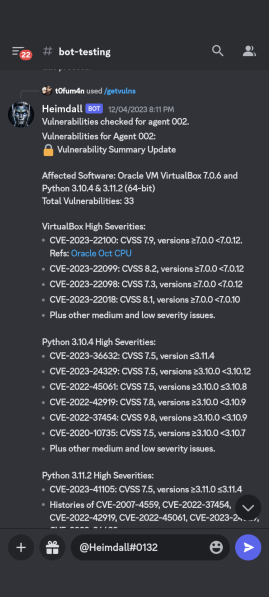 22
# bot-testing
t0fum4n used /getvulns
Heimdall BOT 12/04/2023 8:11 PM
Vulnerabilities checked for agent 002.
Vulnerabilities for Agent 002:
🔒 Vulnerability Summary Update
Affected Software: Oracle VM VirtualBox 7.0.6 and
Python 3.10.4 & 3.11.2 (64-bit)
Total Vulnerabilities: 33
VirtualBox High Severities:
• CVE-2023-22100: CVSS 7.9, versions ≥7.0.0 <7.0.12.
Refs: Oracle Oct CPU
• CVE-2023-22099: CVSS 8.2, versions ≥7.0.0 <7.0.12
• CVE-2023-22098: CVSS 7.3, versions ≥7.0.0 <7.0.12
• CVE-2023-22018: CVSS 8.1, versions ≥7.0.0 <7.0.10
• Plus other medium and low severity issues.
Python 3.10.4 High Severities:
• CVE-2023-36632: CVSS 7.5, version ≤3.11.4
• CVE-2023-24329: CVSS 7.5, versions ≥3.10.0 <3.10.12
• CVE-2022-45061: CVSS 7.5, versions ≥3.10.0 ≤3.10.8
• CVE-2022-42919: CVSS 7.8, versions ≥3.10.0 <3.10.9
• CVE-2022-37454: CVSS 9.8, versions ≥3.10.0 <3.10.9
• CVE-2020-10735: CVSS 7.5, versions ≥3.10.0 <3.10.7
• Plus other medium and low severity issues.
Python 3.11.2 High Severities:
• CVE-2023-41105: CVSS 7.5, versions ≥3.11.0 ≤3.11.4
• Histories of CVE-2007-4559, CVE-2022-37454,
CVE-2022-42919, CVE-2022-45061,
@Heimdall#0132